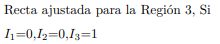 Recta ajustada para la Región 3, Si
I₁=0,I₂=0,I₃=1